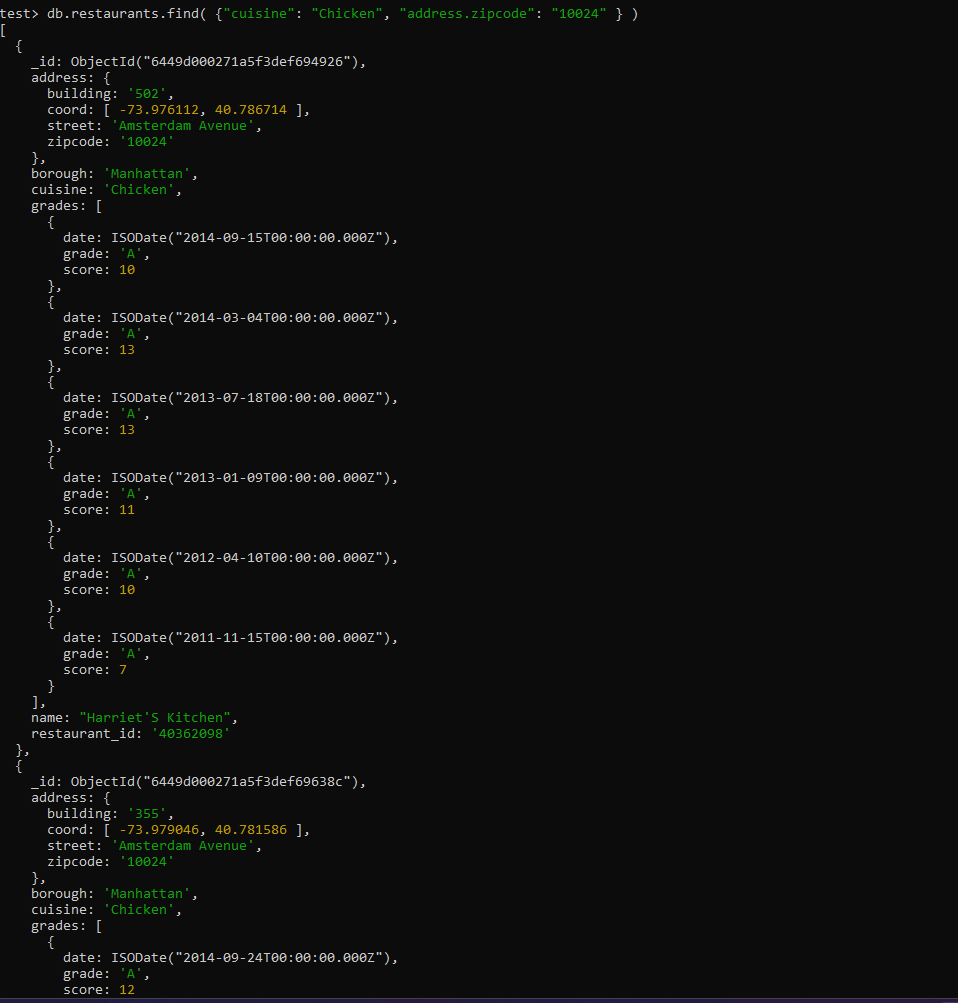 test> db.restaurants.find( {"cuisine": "Chicken", "address.zipcode": "10024" } )
[
  {
    _id: ObjectId("6449d000271a5f3def694926"),
    address: {
      building: '502',
      coord: [ -73.976112, 40.786714 ],
      street: 'Amsterdam Avenue',
      zipcode: '10024'
    },
    borough: 'Manhattan',
    cuisine: 'Chicken',
    grades: [
      {
        date: ISODate("2014-09-15T00:00:00.000Z"),
        grade: 'A',
        score: 10
      },
      {
        date: ISODate("2014-03-04T00:00:00.000Z"),
        grade: 'A',
        score: 13
      },
      {
        date: ISODate("2013-07-18T00:00:00.000Z"),
        grade: 'A',
        score: 13
      },
      {
        date: ISODate("2013-01-09T00:00:00.000Z"),
        grade: 'A',
        score: 11
      },
      {
        date: ISODate("2012-04-10T00:00:00.000Z"),
        grade: 'A',
        score: 10
      },
      {
        date: ISODate("2011-11-15T00:00:00.000Z"),
        grade: 'A',
        score: 7
      }
    ],
    name: "Harriet'S Kitchen",
    restaurant_id: '40362098'
  },
  {
    _id: ObjectId("6449d000271a5f3def69638c"),
    address: {
      building: '355',
      coord: [ -73.979046, 40.781586 ],
      street: 'Amsterdam Avenue',
      zipcode: '10024'
    },
    borough: 'Manhattan',
    cuisine: 'Chicken',
    grades: [
      {
        date: ISODate("2014-09-24T00:00:00.000Z"),
        grade: 'A',
        score: 12